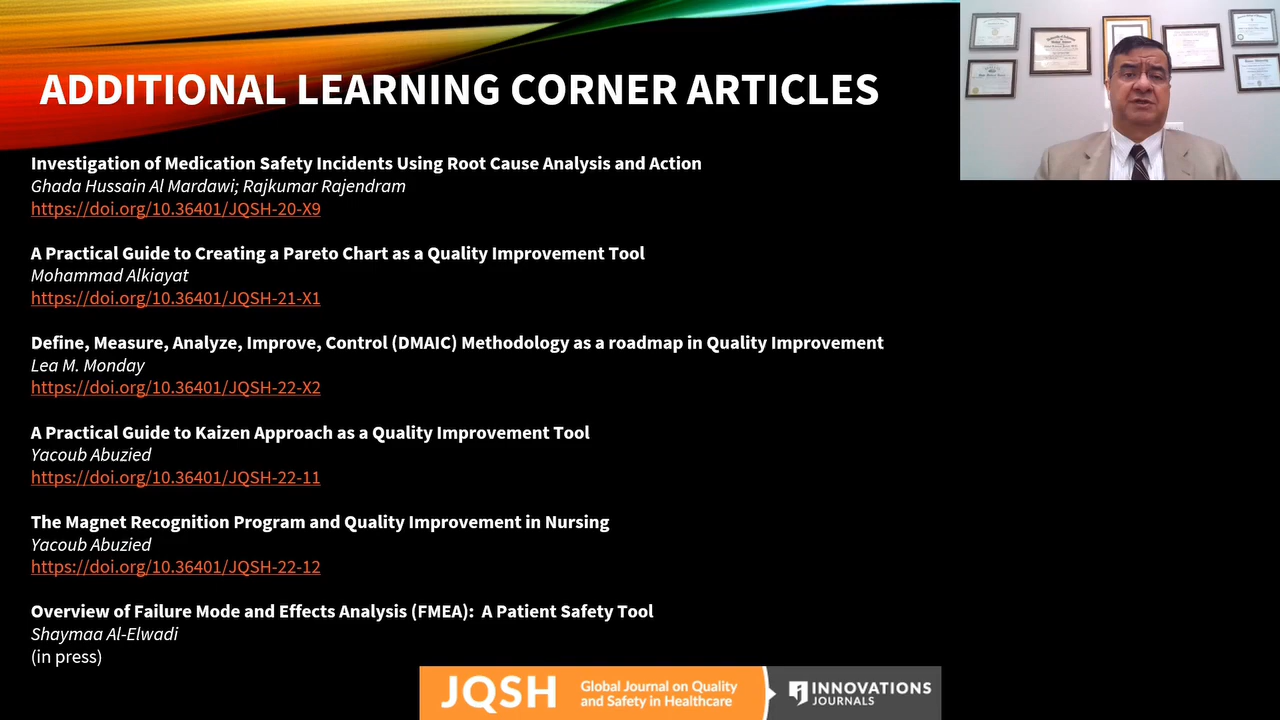 ADDITIONAL LEARNING CORNER ARTICLES
Investigation of Medication Safety Incidents Using Root Cause Analysis and Action
Ghada Hussain Al Mardawi; Rajkumar Rajendram
https://doi.org/10.36401/JQSH-20-X9
A Practical Guide to Creating a Pareto Chart as a Quality Improvement Tool
Mohammad Alkiayat
https://doi.org/10.36401/JQSH-21-X1
Define, Measure, Analyze, Improve, Control (DMAIC) Methodology as a roadmap in Quality Improvement
Lea M. Monday
https://doi.org/10.36401/JQSH-22-X2
A Practical Guide to Kaizen Approach as a Quality Improvement Tool
Yacoub Abuzied
https://doi.org/10.36401/JQSH-22-11
The Magnet Recognition Program and Quality Improvement in Nursing
Yacoub Abuzied
https://doi.org/10.36401/JQSH-22-12
Overview of Failure Mode and Effects Analysis (FMEA):  A Patient Safety Tool
Shaymaa Al-Elwadi
(in press)
JQSH
Global Journal on Quality
and Safety in Healthcare
INNOVATIONS
JOURNALS